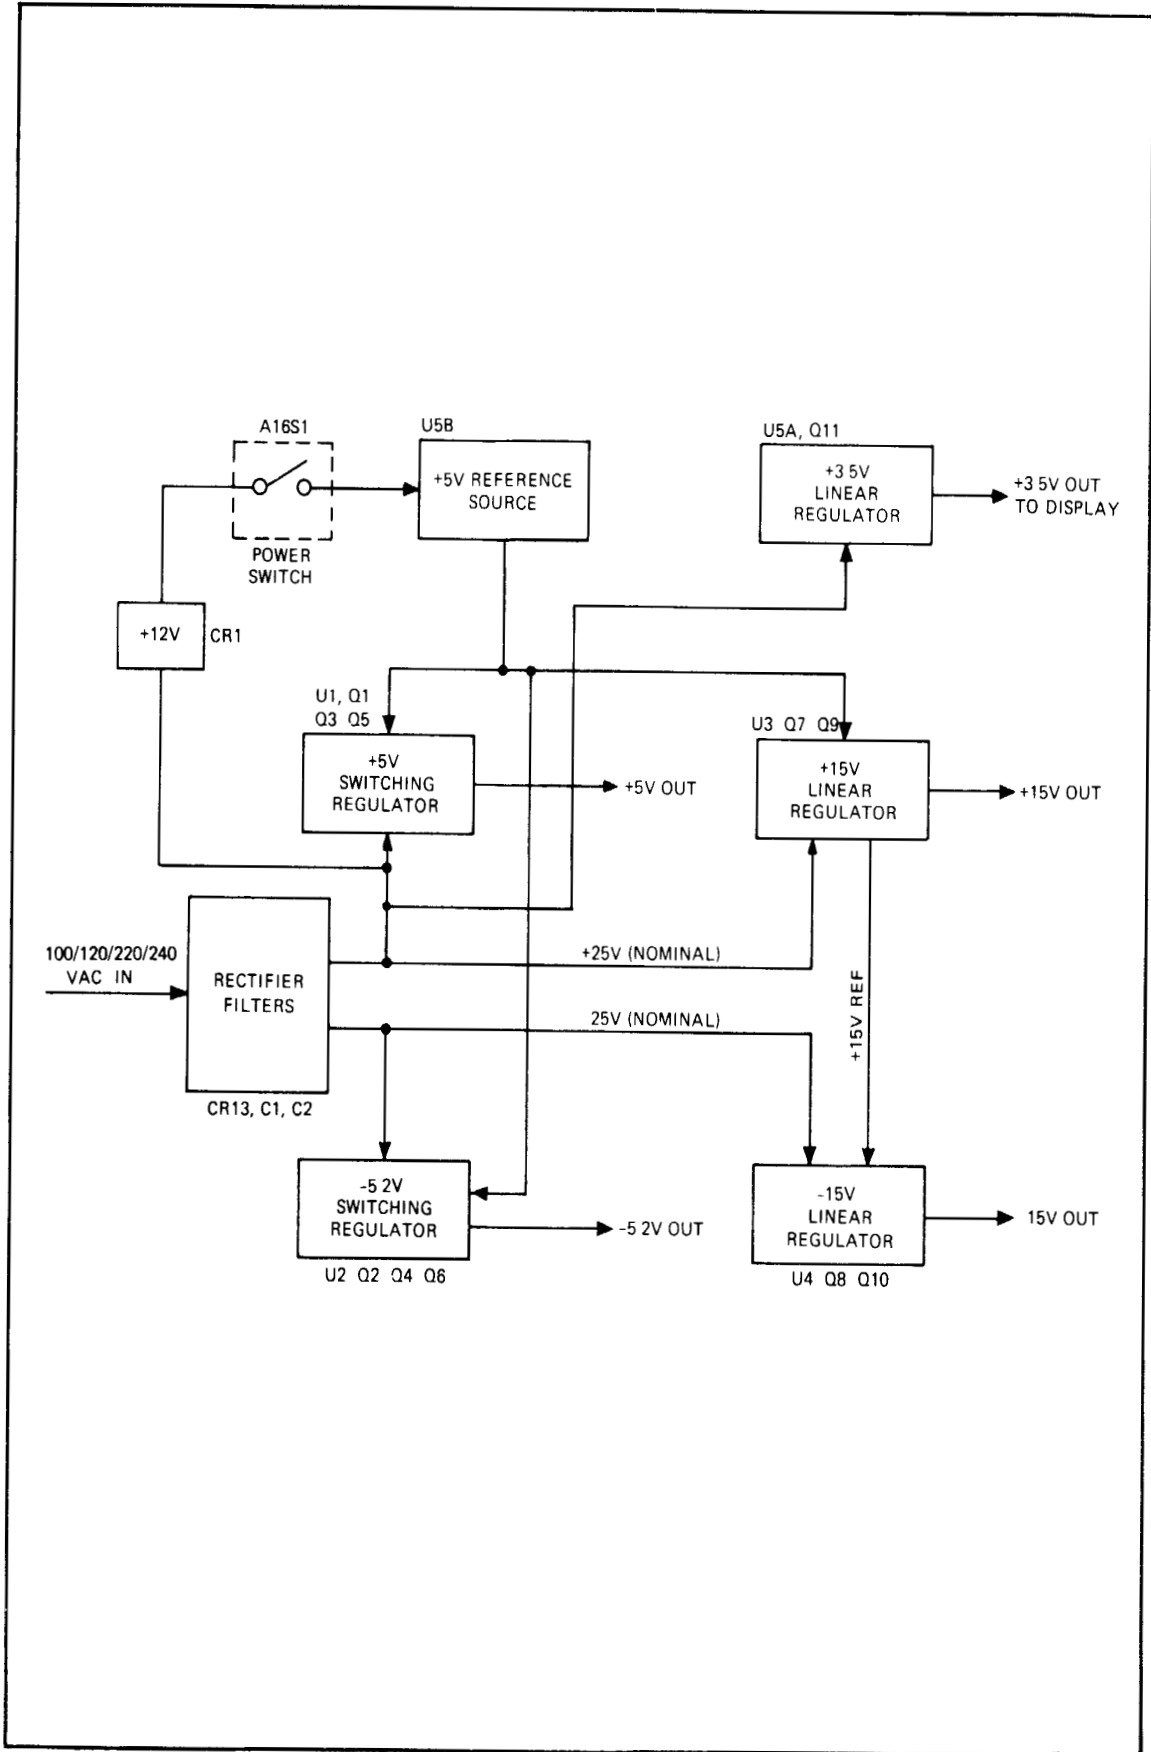 A16S1
POWER
SWITCH
U5B
+5V REFERENCE
SOURCE
U5A, Q11
+3 5V
LINEAR
REGULATOR
+3 5V OUT
TO DISPLAY
+12V
CR1
U1, Q1
Q3 Q5
+5V
SWITCHING
REGULATOR
+5V OUT
U3 Q7 Q9
+15V
LINEAR
REGULATOR
+15V OUT
100/120/220/240
VAC IN
RECTIFIER
FILTERS
CR13, C1, C2
+25V (NOMINAL)
25V (NOMINAL)
+15V REF
-5 2V
SWITCHING
REGULATOR
-5 2V OUT
U2 Q2 Q4 Q6
-15V
LINEAR
REGULATOR
15V OUT
U4 Q8 Q10